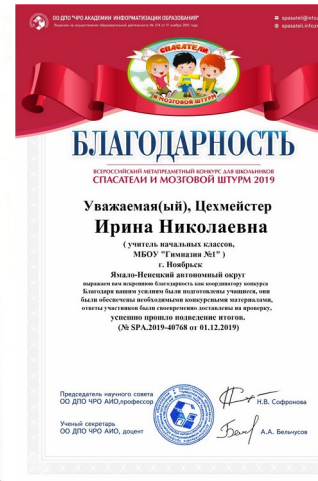 ОО ДПО "ЧРО АКАДЕМИИ ИНФОРМАТИЗАЦИИ ОБРАЗОВАНИЯ"
СПАСАТЕЛИ
И МОЗГОВОЙ ШТУРМ
БЛАГОДАРНОСТЬ
ВСЕРОССИЙСКИЙ МЕТАПРЕДМЕТНЫЙ КОНКУРС ДЛЯ ШКОЛЬНИКОВ
СПАСАТЕЛИ И МОЗГОВОЙ ШТУРМ 2019
Уважаемая(ый), Цехмейстер
Ирина Николаевна
( учитель начальных классов,
МБОУ "Гимназия №1" )
г. Ноябрьск
Ямало-Ненецкий автономный округ
выражаем вам искреннюю благодарность как координатору конкурса
Благодаря вашим усилиям были подготовлены учащиеся, они
были обеспечены необходимыми конкурсными материалами,
ответы участников были своевременно доставлены на проверку,
успешно прошло подведение итогов.
(№ SPA.2019-40768 от 01.12.2019)
Председатель научного совета
ОО ДПО ЧРО АИО,профессор
Н.В. Софронова
Ученый секретарь
ОО ДПО ЧРО АИО, доцент
А.А. Бельчусов